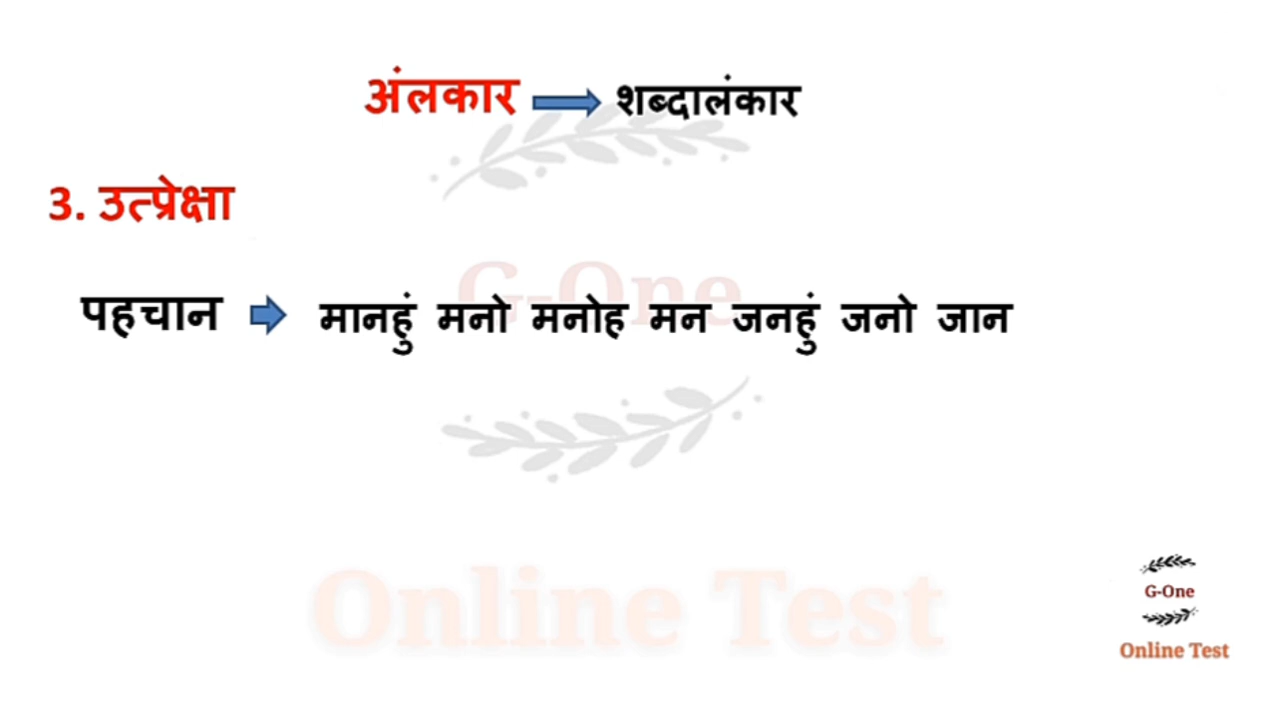 अंलकार शब्दालंकार
3. उत्प्रेक्षा
पहचान मानहुं मनो मनोह मन जनहुं जनो जान
G-One
Online Test
G-One
Online Test